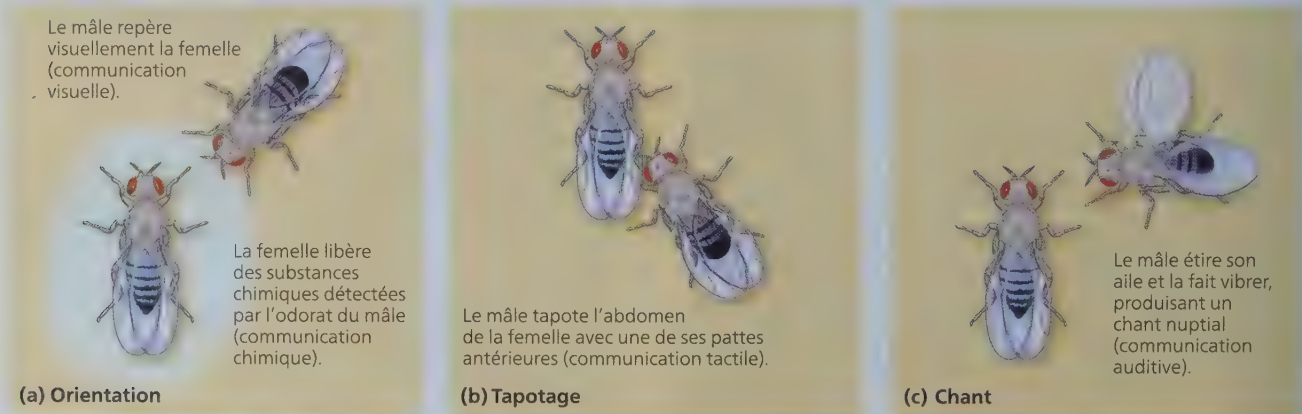 Le mâle repère
visuellement la femelle
(communication
visuelle).
La femelle libère
des substances
chimiques détectées
par l'odorat du mâle
(communication
chimique).
(a) Orientation
Le mâle tapote l'abdomen
de la femelle avec une de ses pattes
antérieures (communication tactile).
(b) Tapotage
Le mâle étire son
aile et la fait vibrer,
produisant un
chant nuptial
(communication
auditive).
(c) Chant